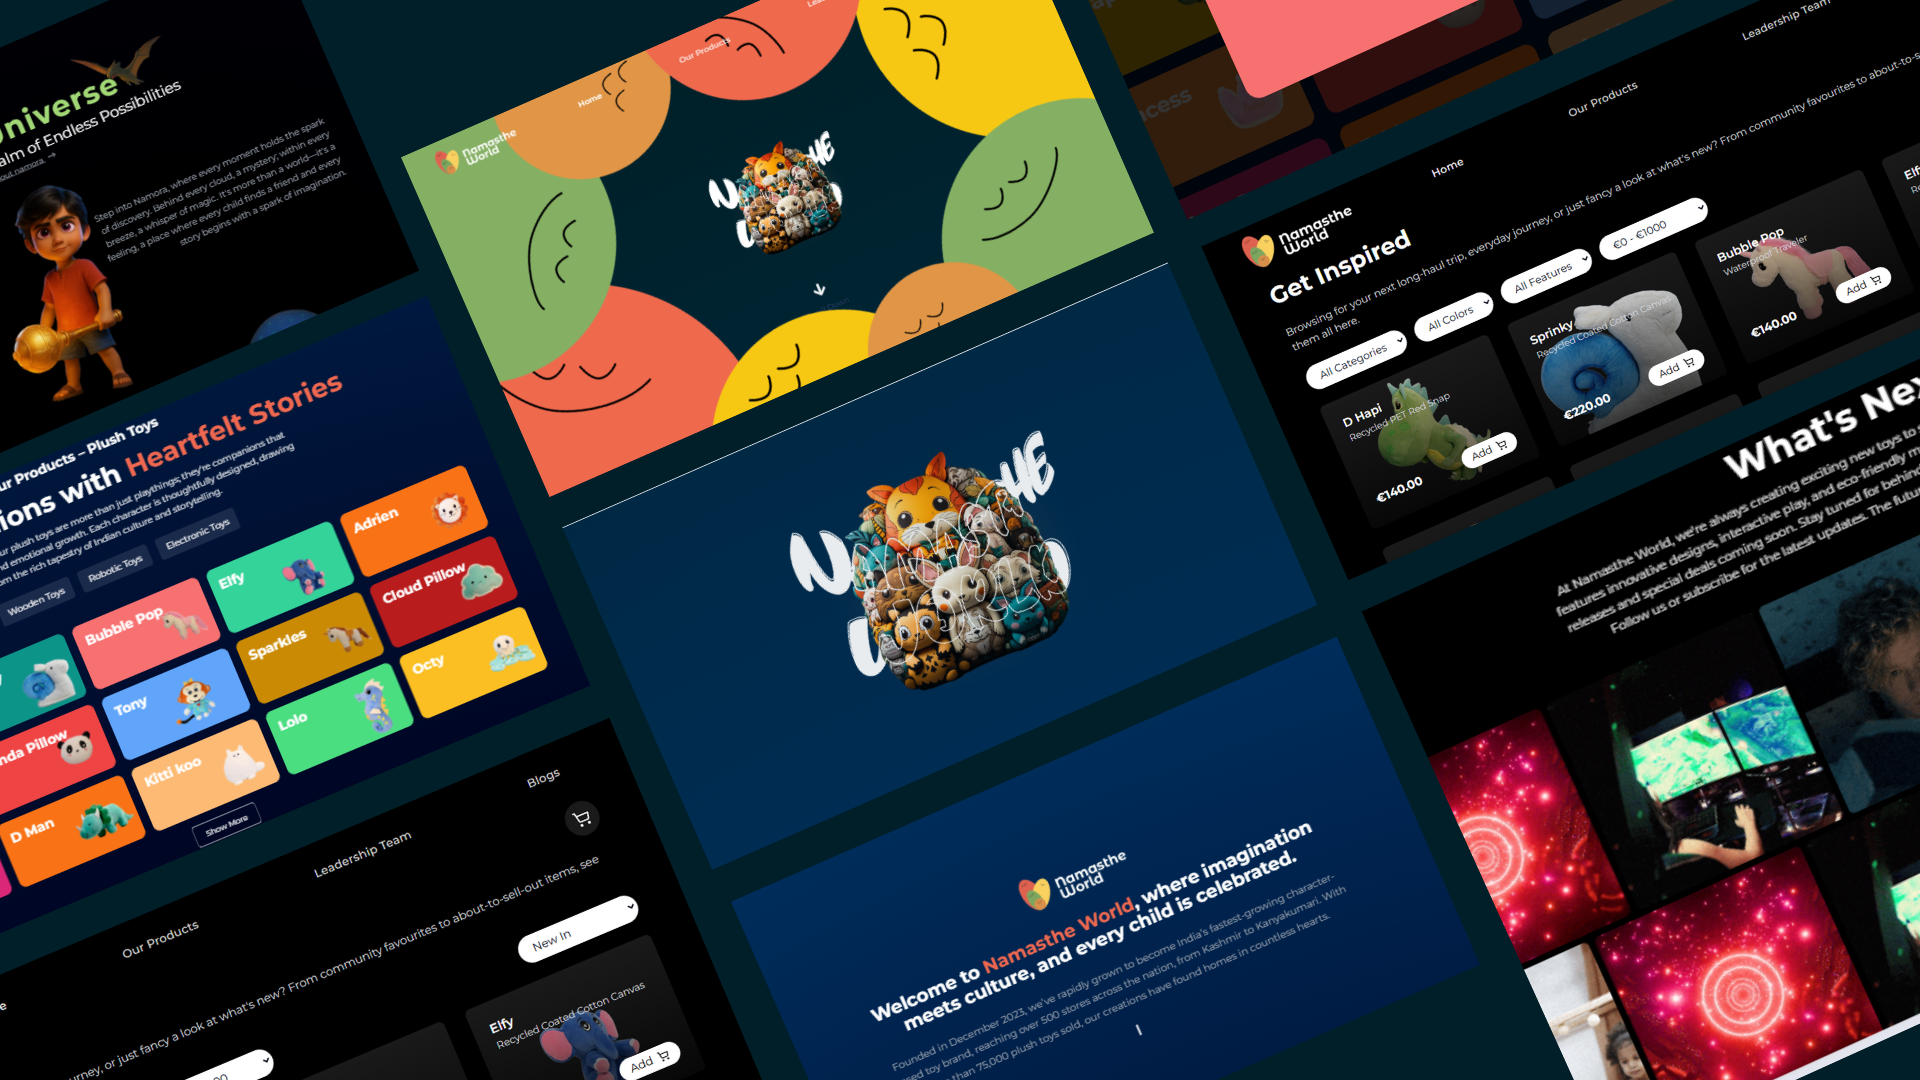 Universe
alm of Endless Possibilities
Step into Namora, where every moment holds the spark
of discovery. Behind every cloud, a mystery; within every
breeze, a whisper of magic. It's more than a world—it's a
feeling, a place where every child finds a friend and every
story begins with a spark of imagination.
ur Products – Plush Toys
ions with Heartfelt Stories
ur plush toys are more than just playthings; they're companions that
nd emotional growth. Each character is thoughtfully designed, drawing
om the rich tapestry of Indian culture and storytelling.
Wooden Toys
Robotic Toys
Electronic Toys
Bubble Pop
Elfy
Adrien
nda Pillow
Tony
Sparkles
Cloud Pillow
D Man
Kitti koo
Lolo
Octy
Show More
Our Products
Leadership Team
Blogs
urney, or just fancy a look at what's new? From community favourites to about-to-sell-out items, see
New In
Elfy
Recycled Coated Cotton Canvas
Add
Namasthe
World
Home
Our Products
Namasthe
World
Welcome to Namasthe World, where imagination
meets culture, and every child is celebrated.
Founded in December 2023, we've rapidly grown to become India's fastest-growing character-
sed toy brand, reaching over 500 stores across the nation, from Kashmir to Kanyakumari. With
than 75,000 plush toys sold, our creations have found homes in countless hearts.
Namasthe
World
Home
Our Products
Leadership Team
Get Inspired
Browsing for your next long-haul trip, everyday journey, or just fancy a look at what's new? From community favourites to about-to-s
them all here.
All Categories
All Colors
All Features
€0 - €1000
D Hapi
Recycled PET Red Snap
€140.00
Add
Sprinky
Recycled Coated Cotton Canvas
€220.00
Add
Bubble Pop
Waterproof Traveler
€140.00
Add
What's Nex
At Namasthe World, we're always creating exciting new toys to s
features innovative designs, interactive play, and eco-friendly m
releases and special deals coming soon. Stay tuned for behind
Follow us or subscribe for the latest updates. The futur